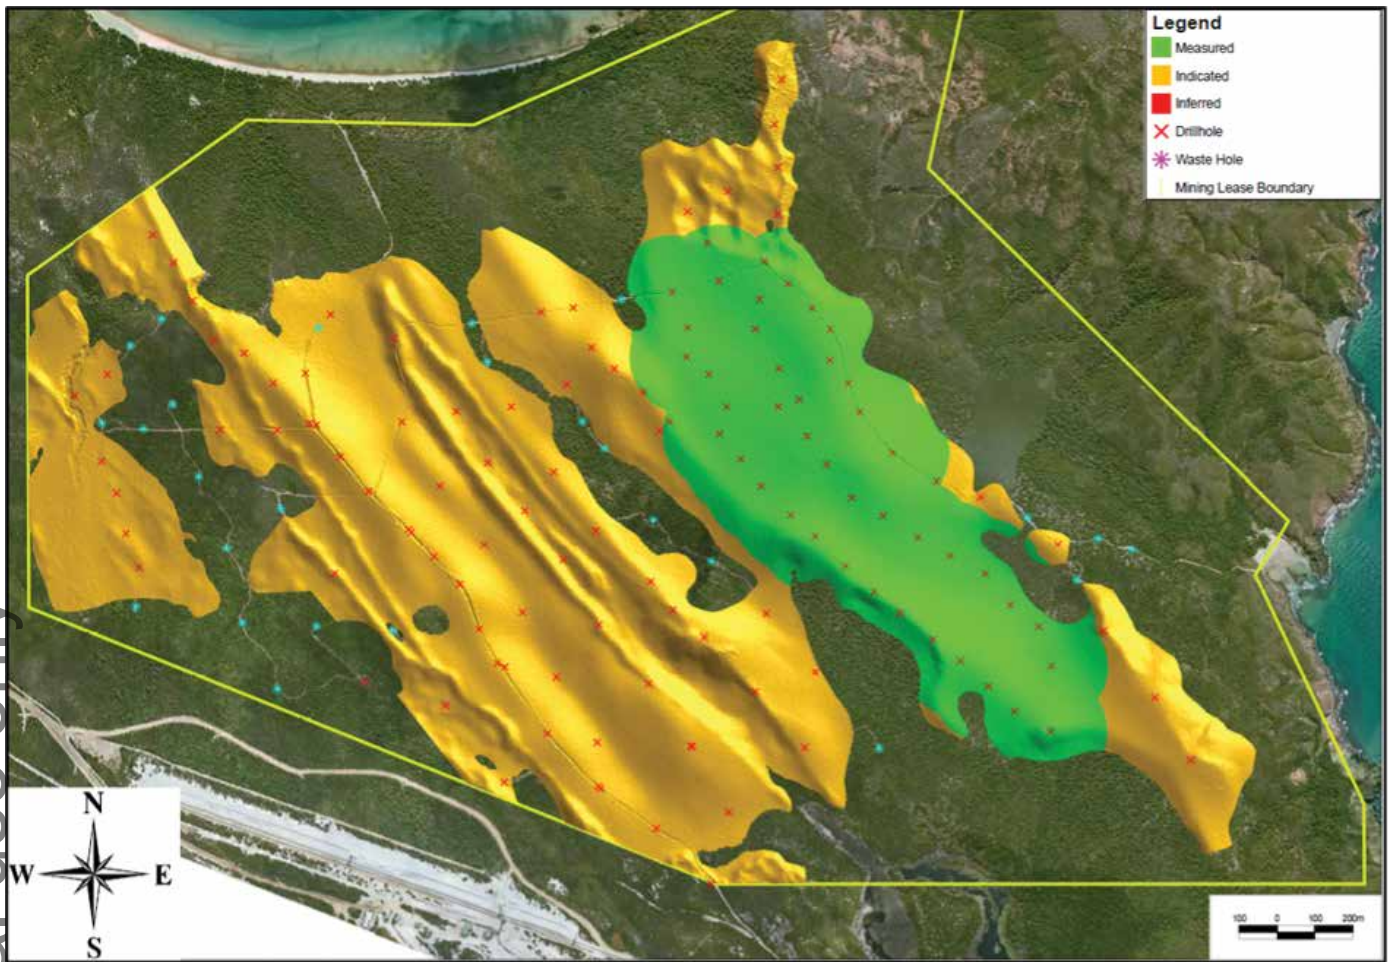 Legend
Measured
Indicated
Inferred
Drillhole
Waste Hole
Mining Lease Boundary
N
W E
S
100 0 100 200m